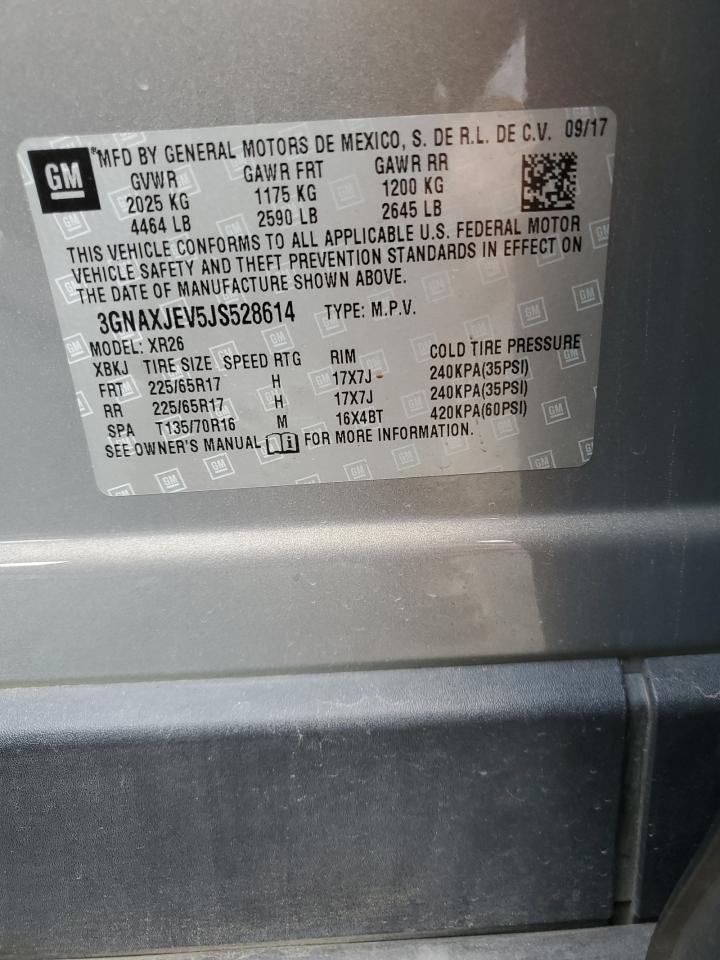 GM
MFD BY GENERAL MOTORS DE MEXICO, S. DE R.L. DE C.V. 09/17
GVWR GAWR FRT GAWR RR
2025 KG 1175 KG 1200 KG
4464 LB 2590 LB 2645 LB
THIS VEHICLE CONFORMS TO ALL APPLICABLE U.S. FEDERAL MOTOR
VEHICLE SAFETY AND THEFT PREVENTION STANDARDS IN EFFECT ON
THE DATE OF MANUFACTURE SHOWN ABOVE.
3GNAXJEV5JS528614 TYPE: M.P.V.
MODEL: XR26
XBKJ TIRE SIZE SPEED RTG RIM COLD TIRE PRESSURE
FRT 225/65R17 H 17X7J 240KPA(35PSI)
RR 225/65R17 H 17X7J 240KPA(35PSI)
SPA T135/70R16 M 16X4BT 420KPA(60PSI)
SEE OWNER'S MANUAL FOR MORE INFORMATION.